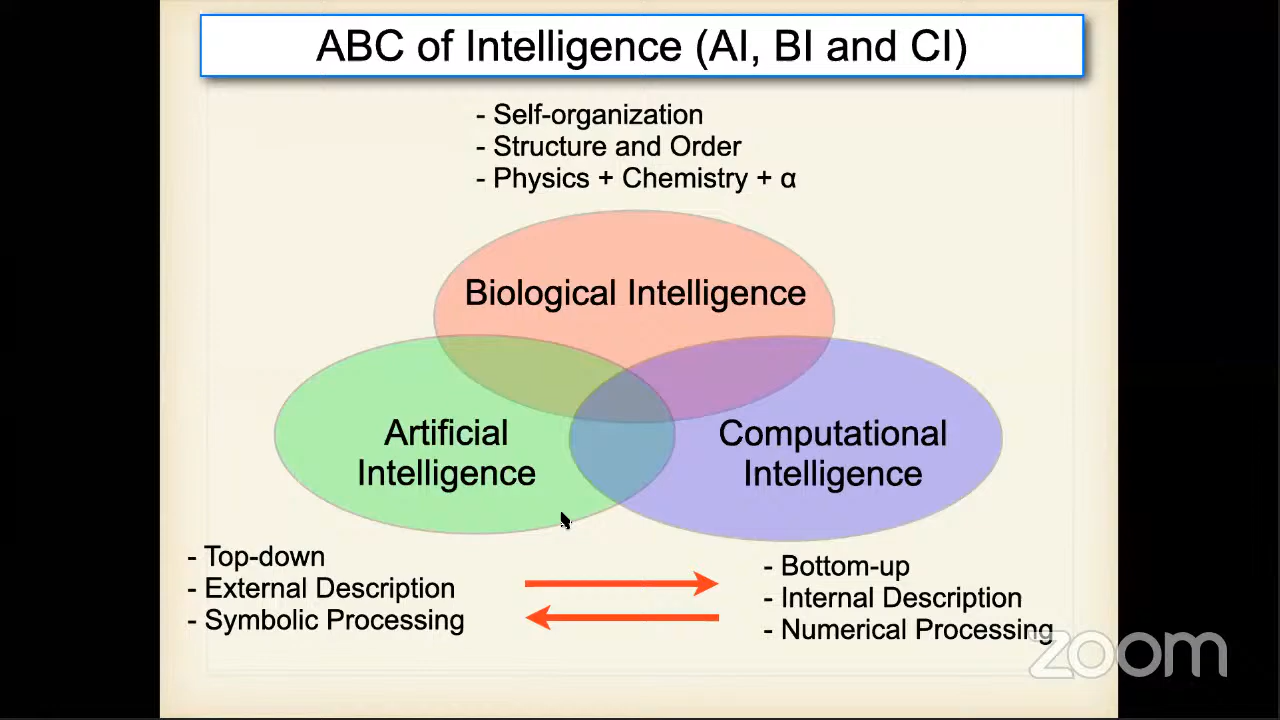 ABC of Intelligence (AI, BI and CI)
- Self-organization
- Structure and Order
- Physics + Chemistry + α
Biological Intelligence
Artificial
Intelligence
Computational
Intelligence
- Top-down
- External Description
- Symbolic Processing
- Bottom-up
- Internal Description
- Numerical Processing
zoom